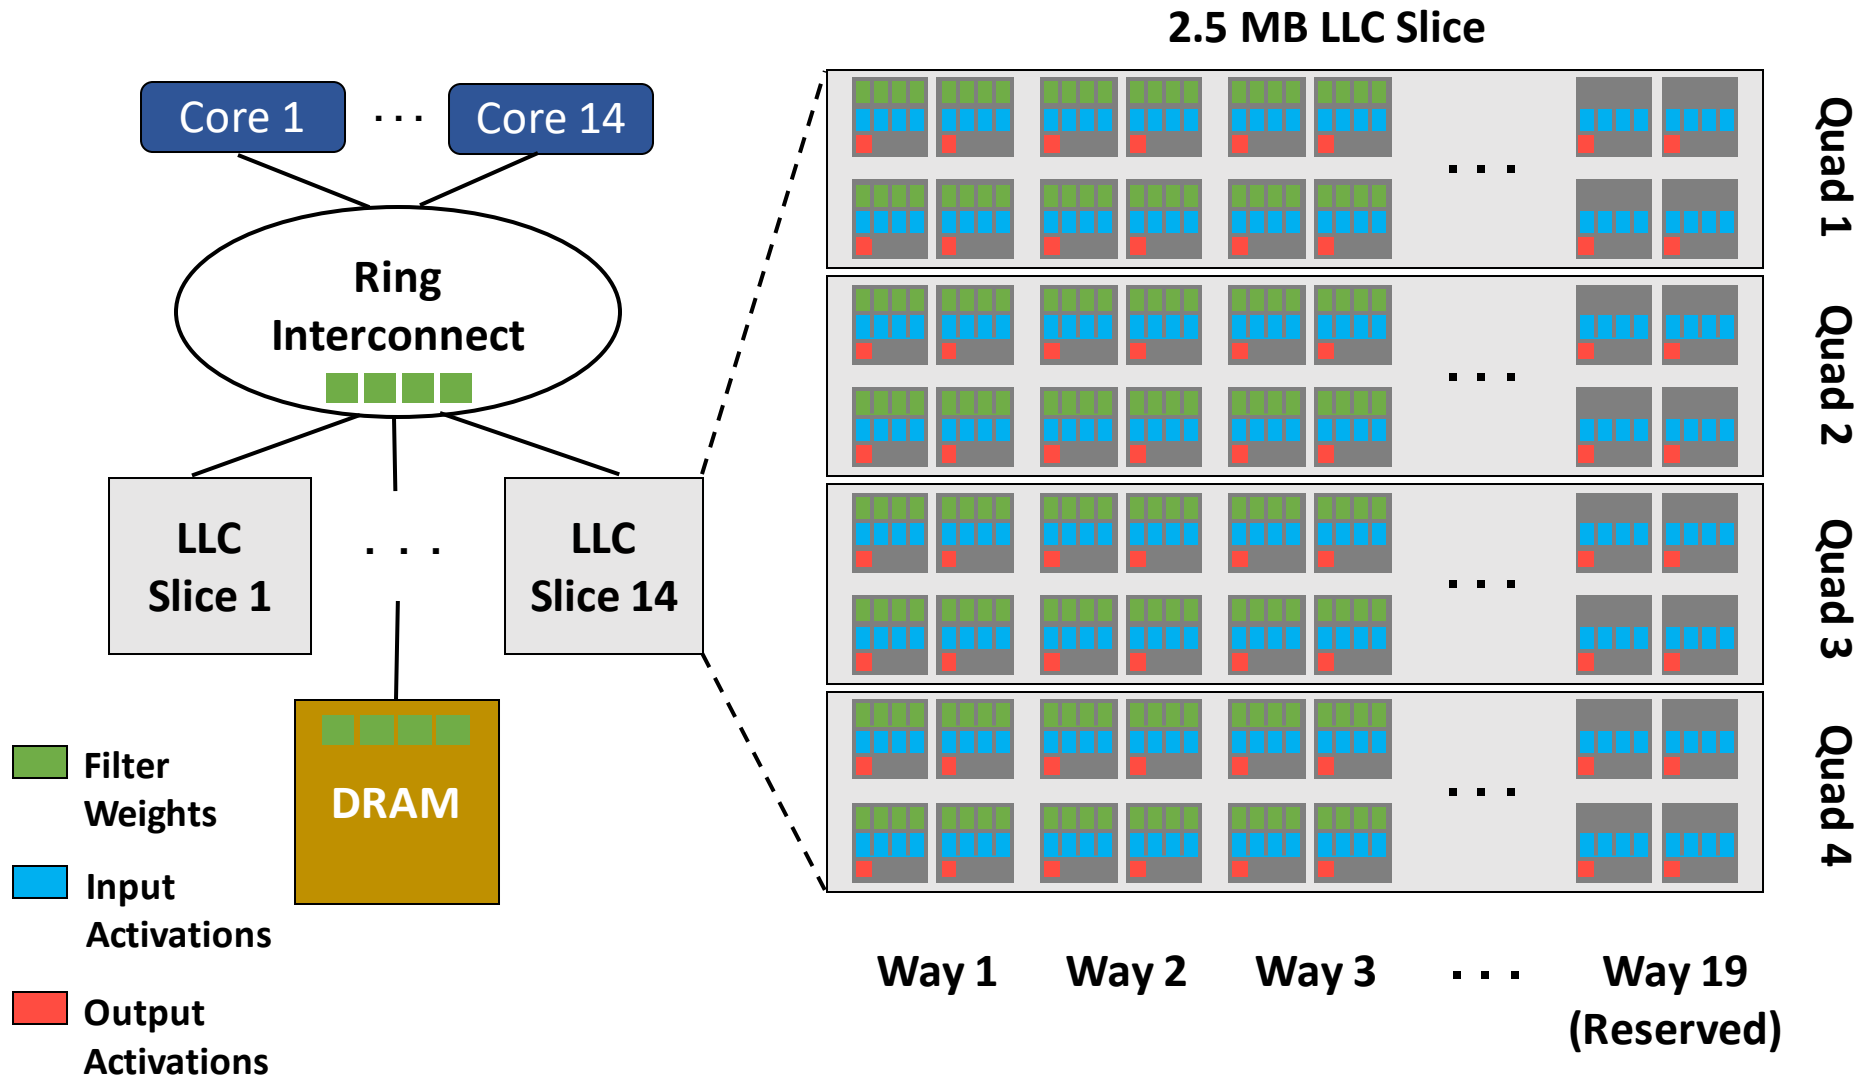 2.5 MB LLC Slice
Core 1
. . .
Core 14
Ring
Interconnect
LLC
Slice 1
. . .
LLC
Slice 14
DRAM
Filter
Weights
Input
Activations
Output
Activations
. . .
Quad 1
. . .
Quad 2
. . .
Quad 3
. . .
Quad 4
Way 1
Way 2
Way 3
. . .
Way 19
(Reserved)